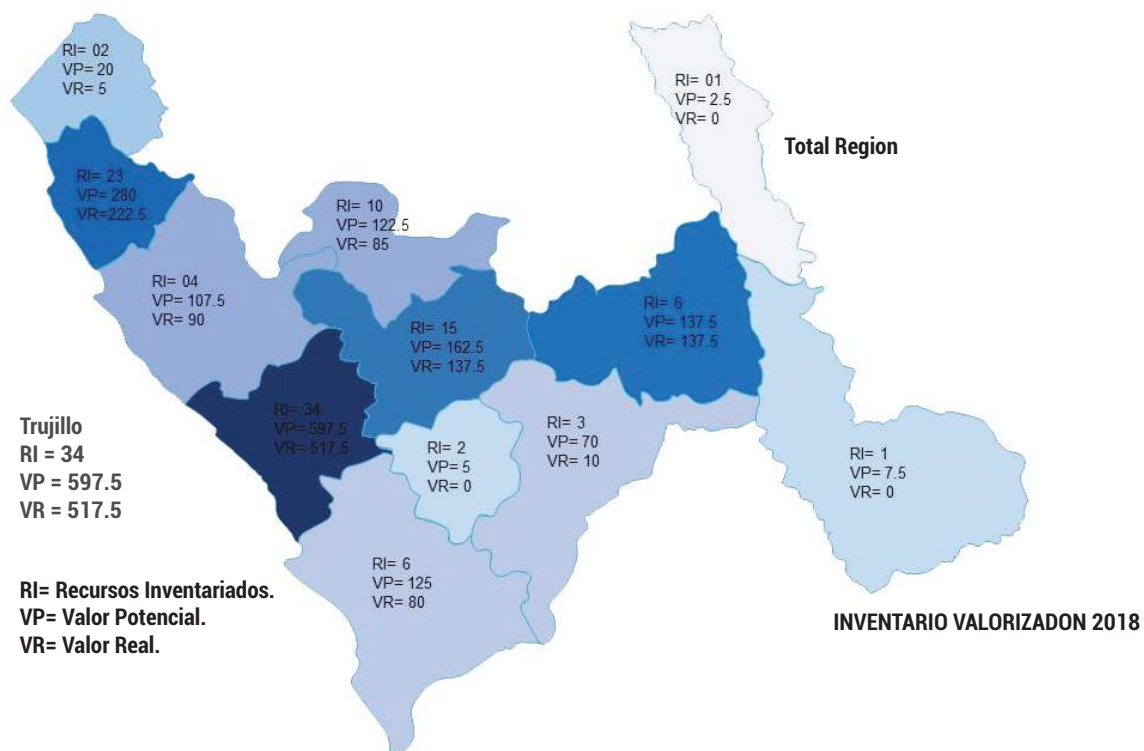 RI= 02
VP= 20
VR= 5
RI= 01
VP= 2.5
VR= 0
Total Region
RI= 23
VP= 280
VR=222.5
RI= 10
VP= 122.5
VR= 85
RI= 04
VP= 107.5
VR= 90
RI= 15
VP= 162.5
VR= 137.5
RI= 6
VP= 137.5
VR= 137.5
RI= 34
VP= 597.5
VR= 517.5
RI= 2
VP= 5
VR= 0
RI= 3
VP= 70
VR= 10
RI= 1
VP= 7.5
VR= 0
Trujillo
RI = 34
VP = 597.5
VR = 517.5
RI= 6
VP= 125
VR= 80
RI= Recursos Inventariados.
VP= Valor Potencial.
VR= Valor Real.
INVENTARIO VALORIZADON 2018